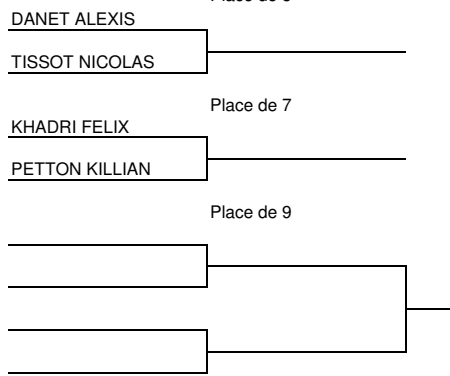 DANET ALEXIS
TISSOT NICOLAS
Place de 7
KHADRI FELIX
PETTON KILLIAN
Place de 9